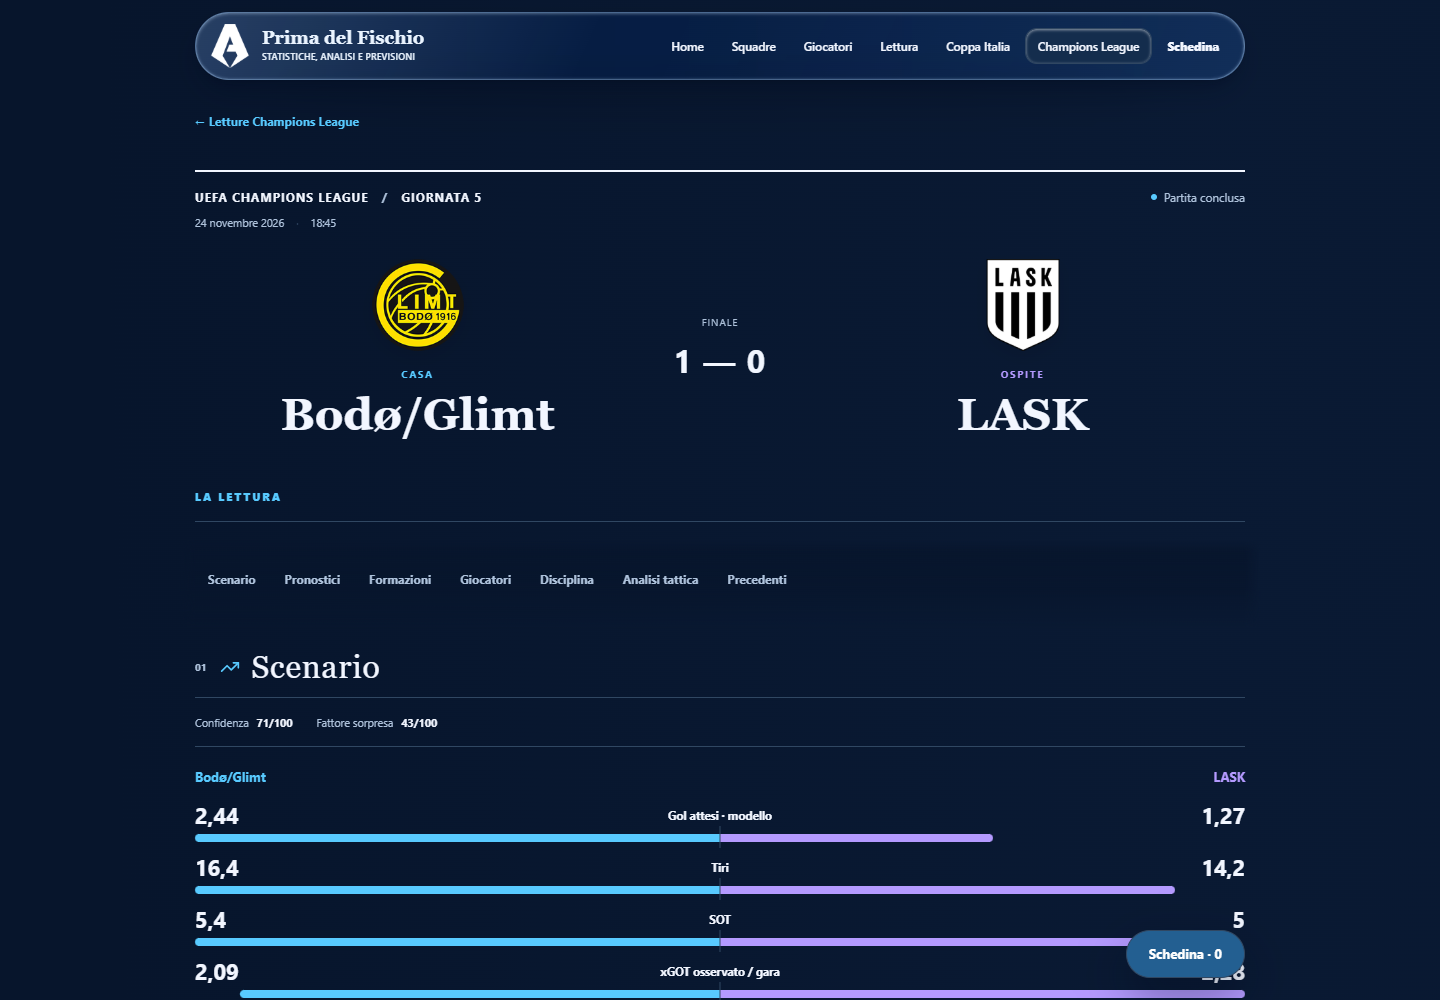 Prima del Fischio
STATISTICHE, ANALISI E PREVISIONI
Home Squadre Giocatori Lettura Coppa Italia Champions League Schedina
← Letture Champions League
UEFA CHAMPIONS LEAGUE / GIORNATA 5
Partita conclusa
24 novembre 2026 · 18:45
LIMT
BODØ 1916
LASK
FINALE
1 — 0
CASA
OSPITE
Bodø/Glimt
LASK
LA LETTURA
Scenario Pronostici Formazioni Giocatori Disciplina Analisi tattica Precedenti
01 Scenario
Confidenza 71/100 Fattore sorpresa 43/100
Bodø/Glimt LASK
2,44 Gol attesi · modello 1,27
16,4 Tiri 14,2
5,4 SOT 5
Schedina · 0
2,09 xGOT osservato / gara